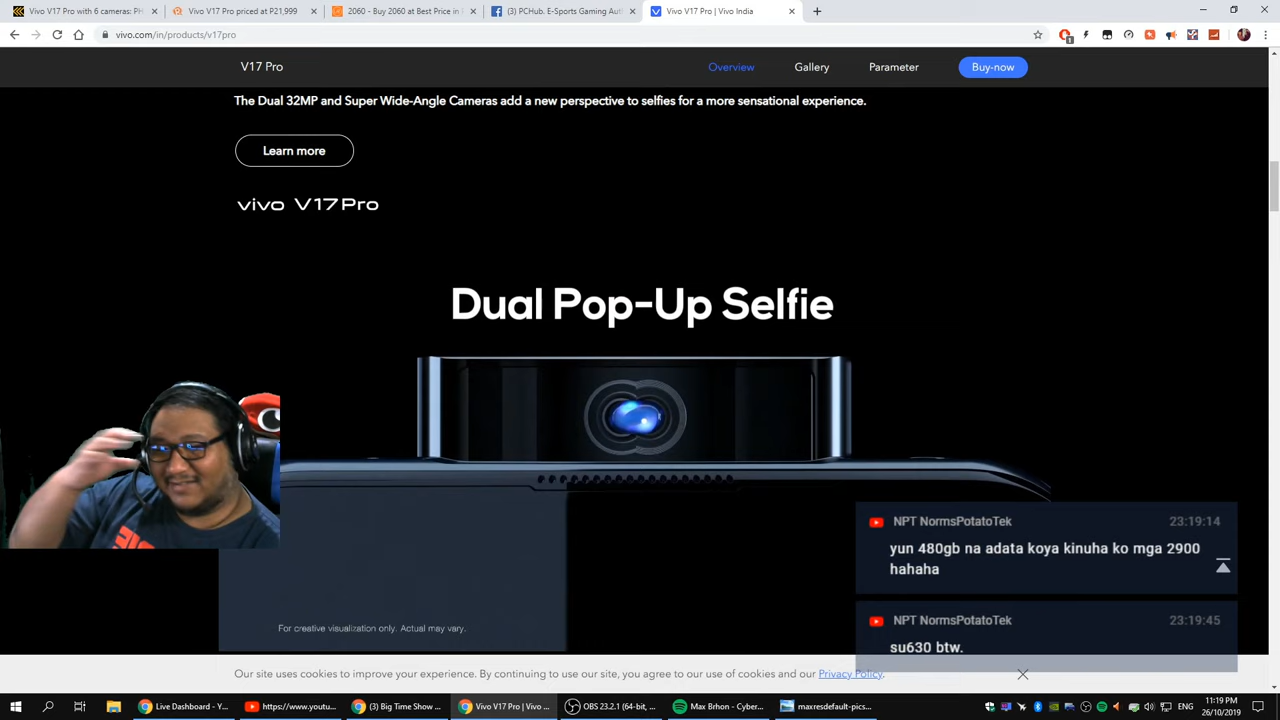 Vivo V17 Pro with 6 cameras; PH
Vivo V17 Pro priced at P21,999
2060 - Buy 2060 at Best Price in
(3) PCHub. E-Sports Gaming Aut
Vivo V17 Pro | Vivo India
vivo.com/in/products/v17pro
1
V17 Pro
Overview
Gallery
Parameter
Buy-now
The Dual 32MP and Super Wide-Angle Cameras add a new perspective to selfies for a more sensational experience.
Learn more
vivo V17Pro
Dual Pop-Up Selfie
NPT NormsPotatoTek 23:19:14
yun 480gb na adata koya kinuha ko mga 2900
hahaha
NPT NormsPotatoTek 23:19:45
su630 btw.
For creative visualization only. Actual may vary.
Our site uses cookies to improve your experience. By continuing to use our site, you agree to our use of cookies and our Privacy Policy.
Live Dashboard - Y...
https://www.youtu...
(3) Big Time Show ...
Vivo V17 Pro | Vivo ...
OBS 23.2.1 (64-bit, ...
Max Brhon - Cyber...
maxresdefault-pics...
ENG
11:19 PM
26/10/2019